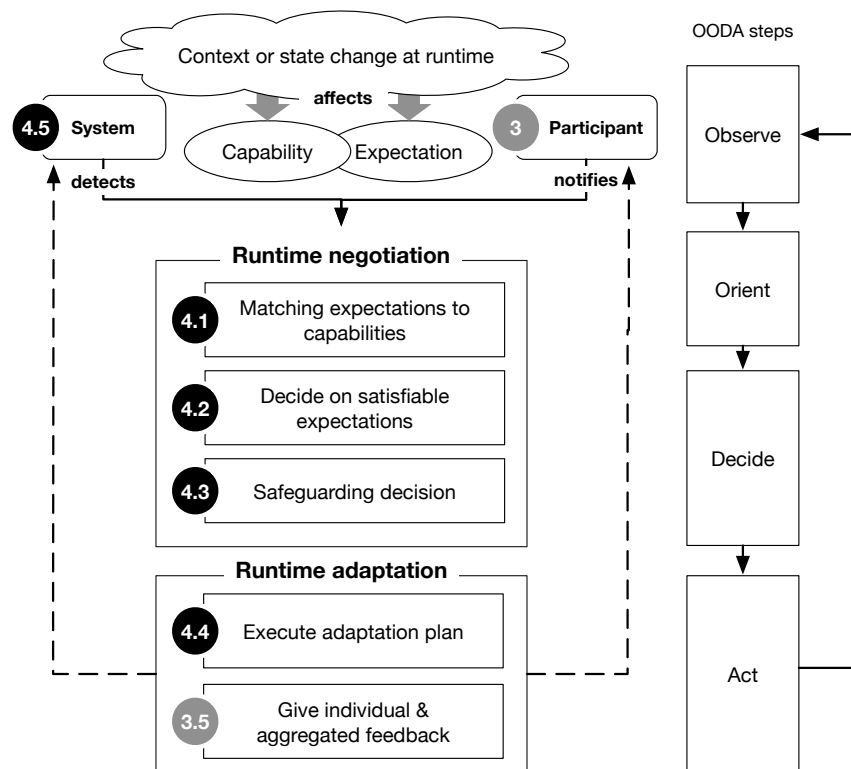 OODA steps
Context or state change at runtime
affects
4.5
System
3
Participant
Capability
Expectation
detects
notifies
Observe
Runtime negotiation
4.1
Matching expectations to
capabilities
Orient
4.2
Decide on satisfiable
expectations
4.3
Safeguarding decision
Decide
Runtime adaptation
4.4
Execute adaptation plan
3.5
Give individual &
aggregated feedback
Act